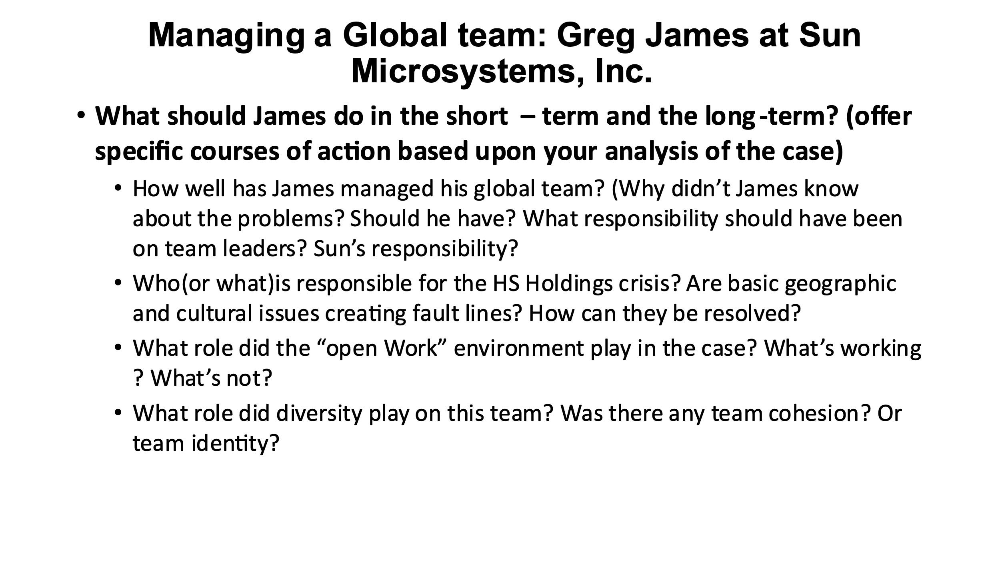 Managing a Global team: Greg James at Sun
Microsystems, Inc.
• What should James do in the short – term and the long -term? (offer
specific courses of action based upon your analysis of the case)
• How well has James managed his global team? (Why didn’t James know
about the problems? Should he have? What responsibility should have been
on team leaders? Sun’s responsibility?
• Who(or what)is responsible for the HS Holdings crisis? Are basic geographic
and cultural issues creating fault lines? How can they be resolved?
• What role did the “open Work” environment play in the case? What’s working
? What’s not?
• What role did diversity play on this team? Was there any team cohesion? Or
team identity?